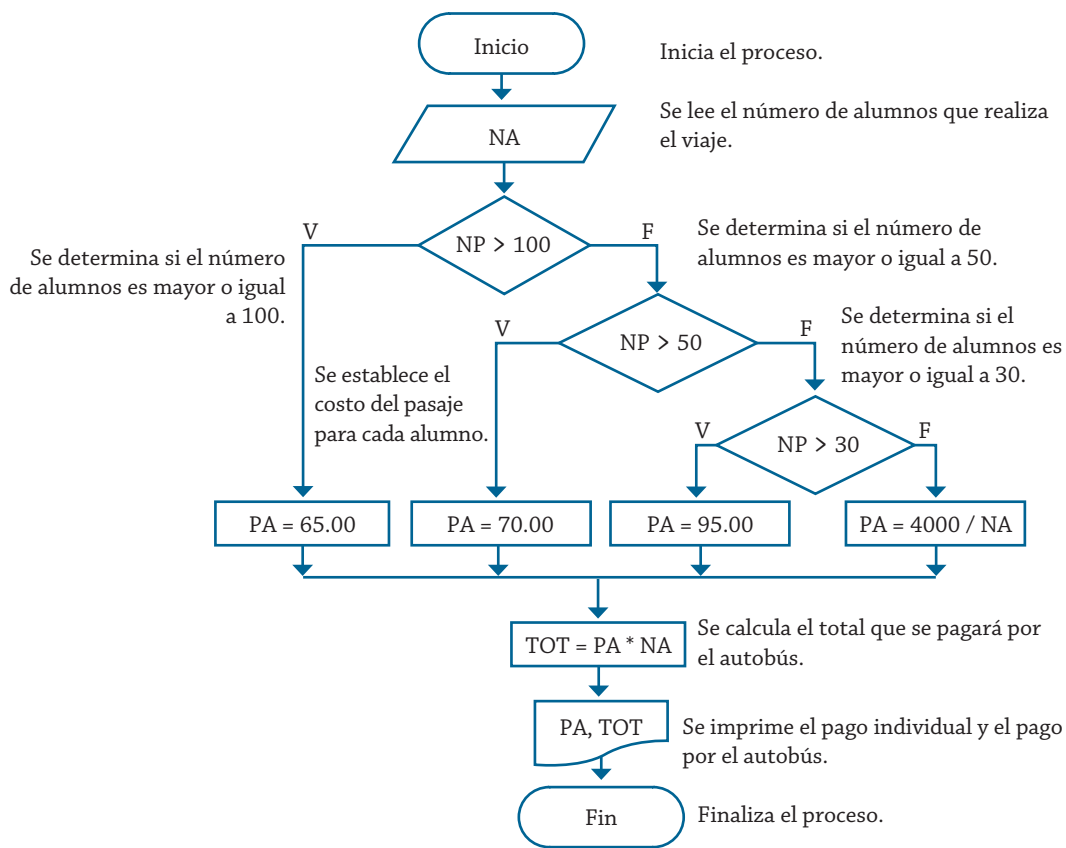 Inicio
Inicia el proceso.
NA
Se lee el número de alumnos que realiza
el viaje.
NP > 100
V
F
Se determina si el número
de alumnos es mayor o igual
a 100.
Se determina si el número de
alumnos es mayor o igual a 50.
NP > 50
V
F
Se establece el
costo del pasaje
para cada alumno.
Se determina si el
número de alumnos es
mayor o igual a 30.
NP > 30
V
F
PA = 65.00
PA = 70.00
PA = 95.00
PA = 4000 / NA
TOT = PA * NA
Se calcula el total que se pagará por
el autobús.
PA, TOT
Se imprime el pago individual y el pago
por el autobús.
Fin
Finaliza el proceso.